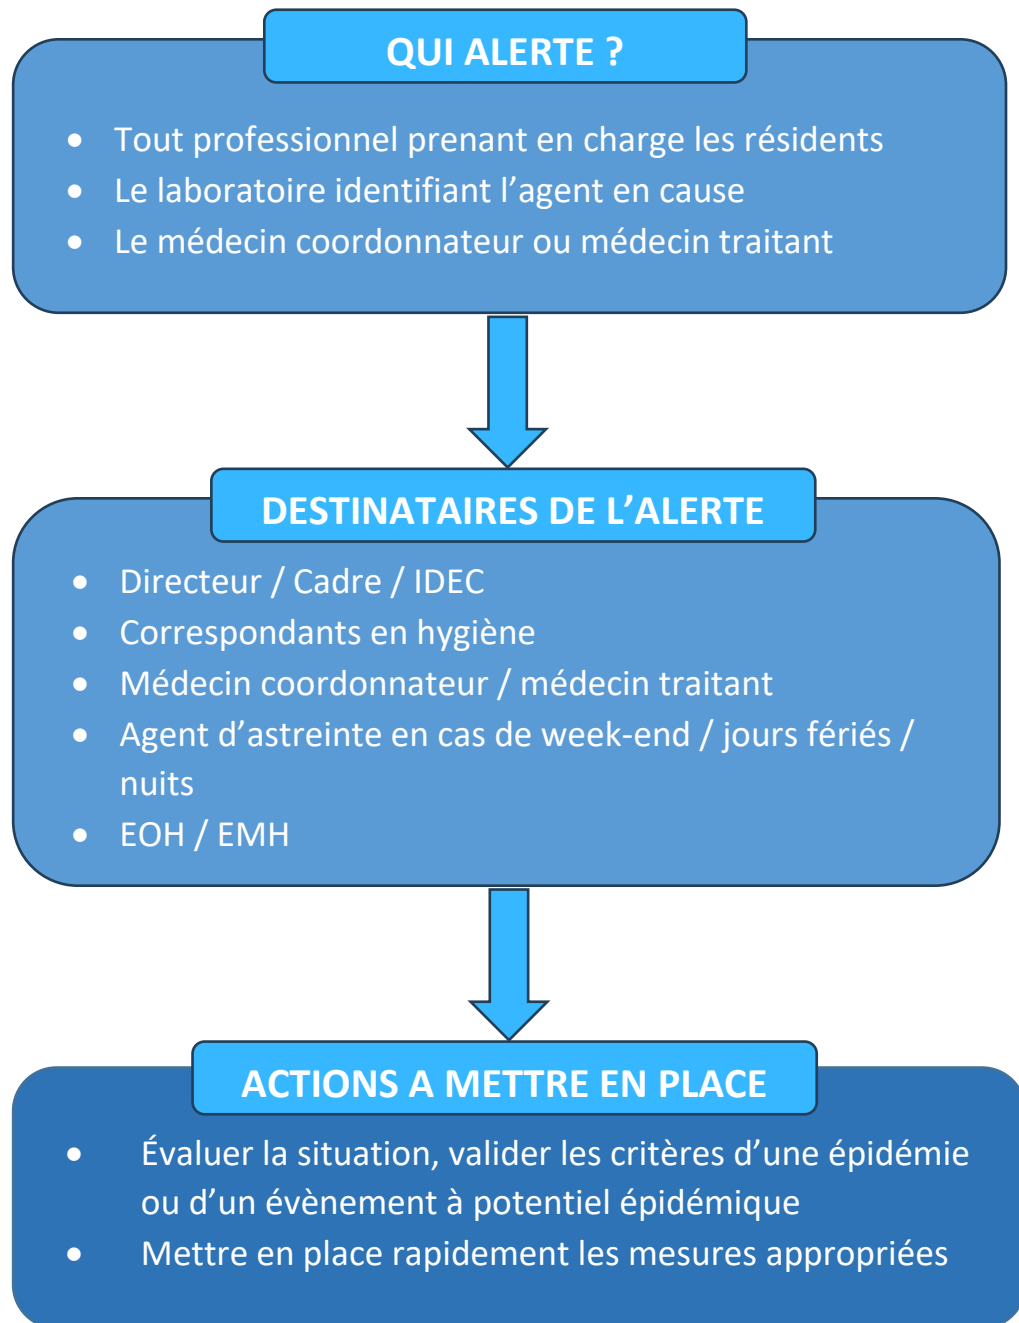 QUI ALERTE ?
• Tout professionnel prenant en charge les résidents
• Le laboratoire identifiant l’agent en cause
• Le médecin coordonnateur ou médecin traitant
DESTINATAIRES DE L’ALERTE
• Directeur / Cadre / IDEC
• Correspondants en hygiène
• Médecin coordonnateur / médecin traitant
• Agent d’astreinte en cas de week-end / jours fériés /
nuits
• EOH / EMH
ACTIONS A METTRE EN PLACE
• Évaluer la situation, valider les critères d’une épidémie
ou d’un évènement à potentiel épidémique
• Mettre en place rapidement les mesures appropriées